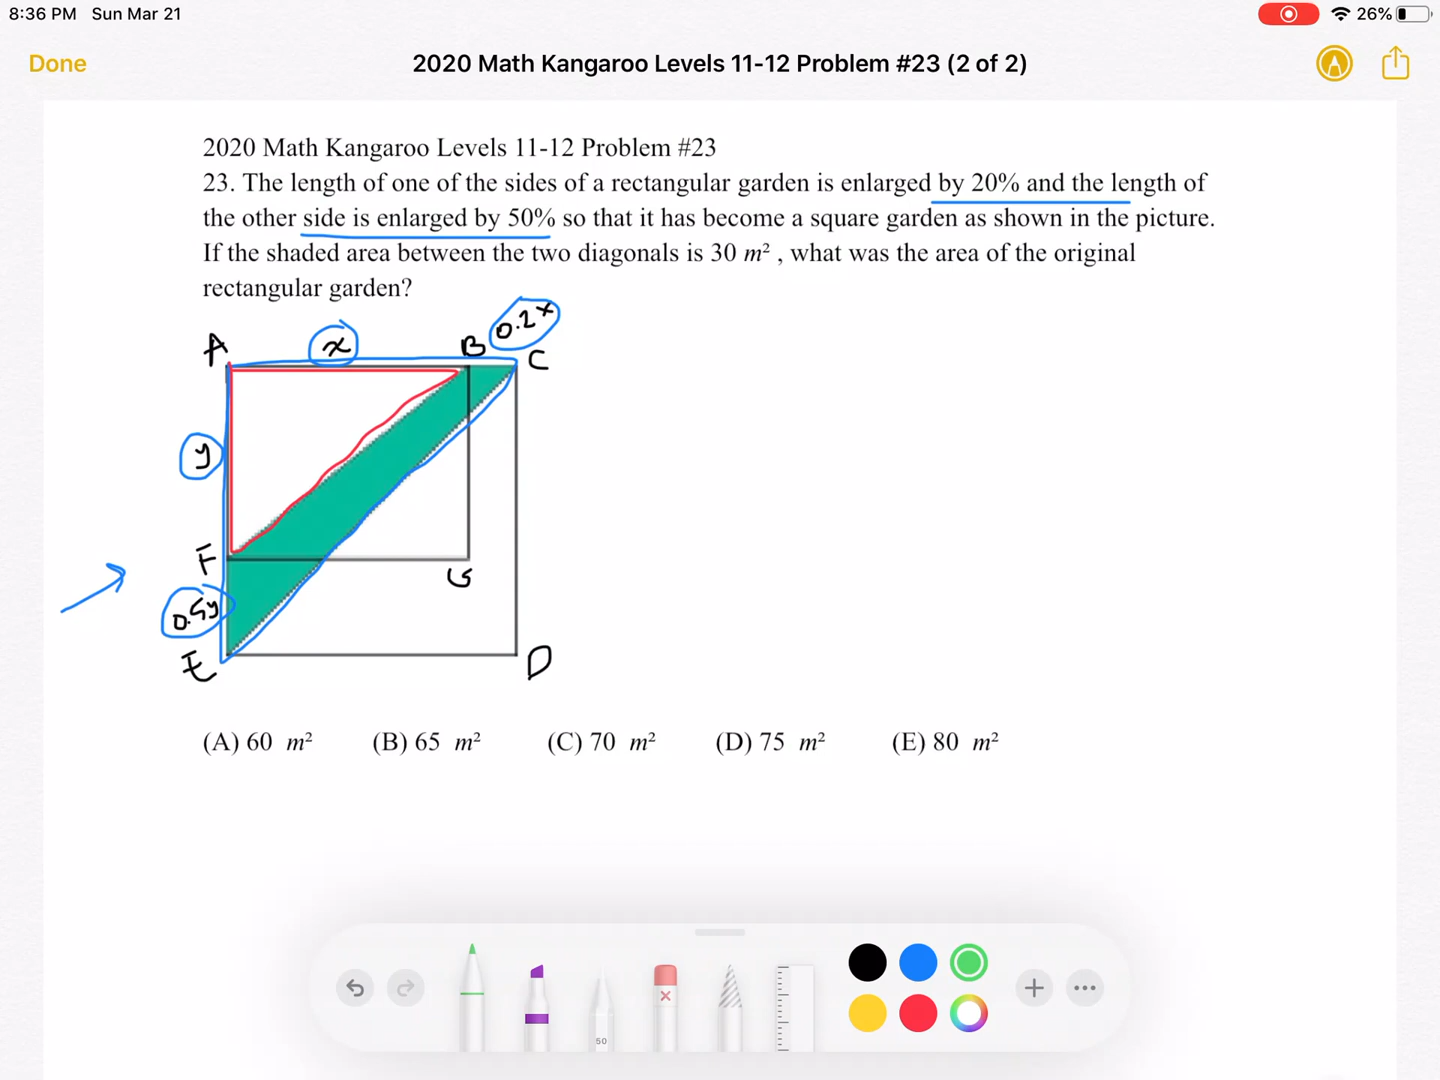 8:36 PM Sun Mar 21
26%
Done
2020 Math Kangaroo Levels 11-12 Problem #23 (2 of 2)
2020 Math Kangaroo Levels 11-12 Problem #23
23. The length of one of the sides of a rectangular garden is enlarged by 20% and the length of
the other side is enlarged by 50% so that it has become a square garden as shown in the picture.
If the shaded area between the two diagonals is 30 m² , what was the area of the original
rectangular garden?
A x B 0.2x C
y
F G
0.5y
E D
(A) 60 m² (B) 65 m² (C) 70 m² (D) 75 m² (E) 80 m²
50